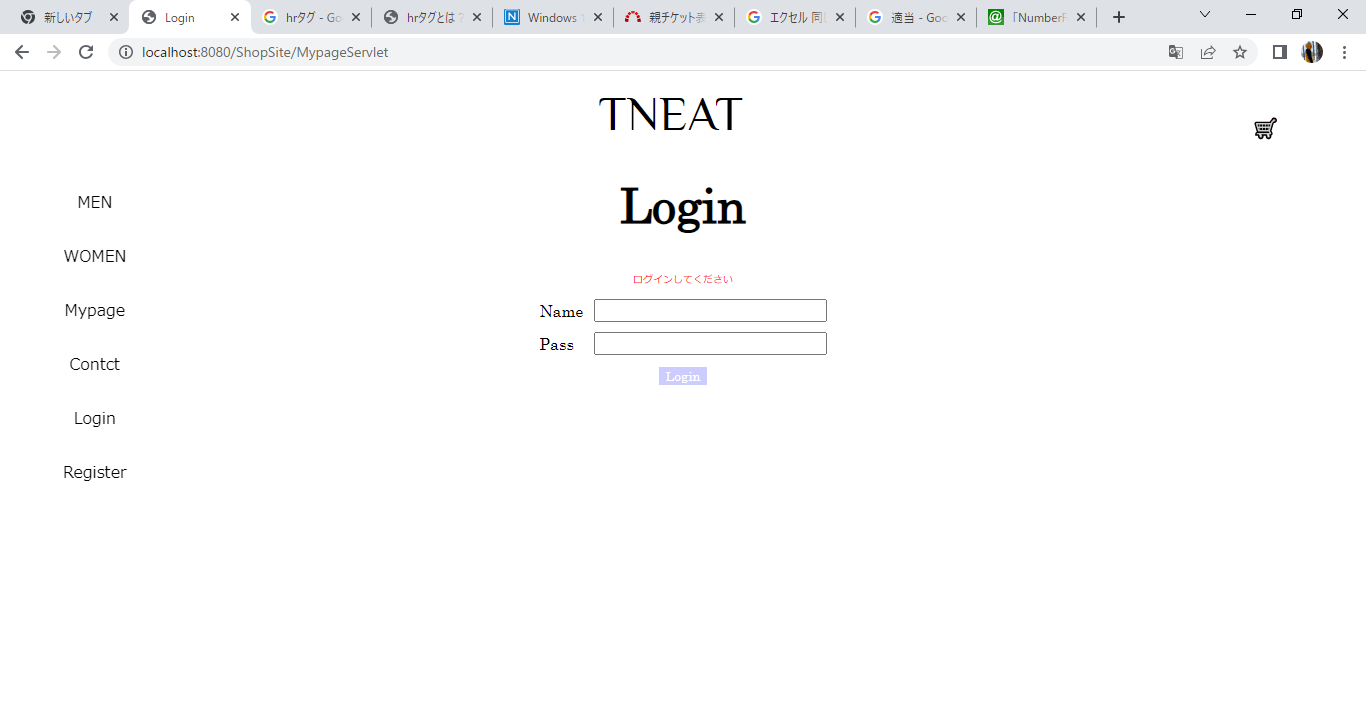 新しいタブ
Login
hrタグ - Go
hrタグとは?
Windows
親チケット表
エクセル 同じ
適当 - Goo
「NumberF
localhost:8080/ShopSite/MypageServlet
TNEAT
Login
MEN
WOMEN
Mypage
Contct
Login
Register
ログインしてください
Name
Pass
Login